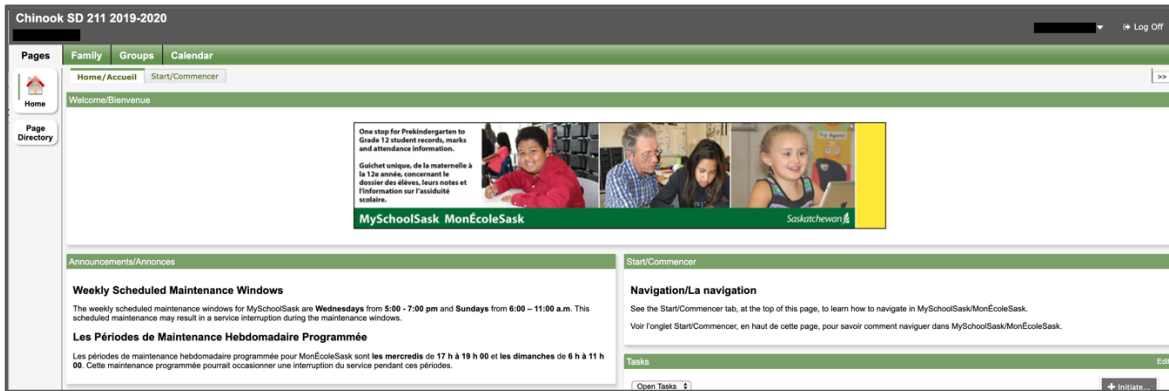 Chinook SD 211 2019-2020
Log Off
Pages
Family
Groups
Calendar
Home
Page
Directory
Home/Accueil
Start/Commencer
>>
Welcome/Bienvenue
One stop for Prekindergarten to
Grade 12 student records, marks
and attendance information.
Guichet unique, de la maternelle à
la 12e année, concernant le
dossier des élèves, leurs notes et
l'information sur l'assiduité
scolaire.
MySchoolSask MonÉcoleSask
Saskatchewan
Announcements/Annonces
Weekly Scheduled Maintenance Windows
The weekly scheduled maintenance windows for MySchoolSask are Wednesdays from 5:00 - 7:00 pm and Sundays from 6:00 – 11:00 a.m. This
scheduled maintenance may result in a service interruption during the maintenance windows.
Les Périodes de Maintenance Hebdomadaire Programmée
Les périodes de maintenance hebdomadaire programmée pour MonÉcoleSask sont les mercredis de 17 h à 19 h 00 et les dimanches de 6 h à 11 h
00. Cette maintenance programmée pourrait occasionner une interruption du service pendant ces périodes.
Start/Commencer
Navigation/La navigation
See the Start/Commencer tab, at the top of this page, to learn how to navigate in MySchoolSask/MonÉcoleSask.
Voir l'onglet Start/Commencer, en haut de cette page, pour savoir comment naviguer dans MySchoolSask/MonÉcoleSask.
Tasks
Edi
Open Tasks
+ Initiate...